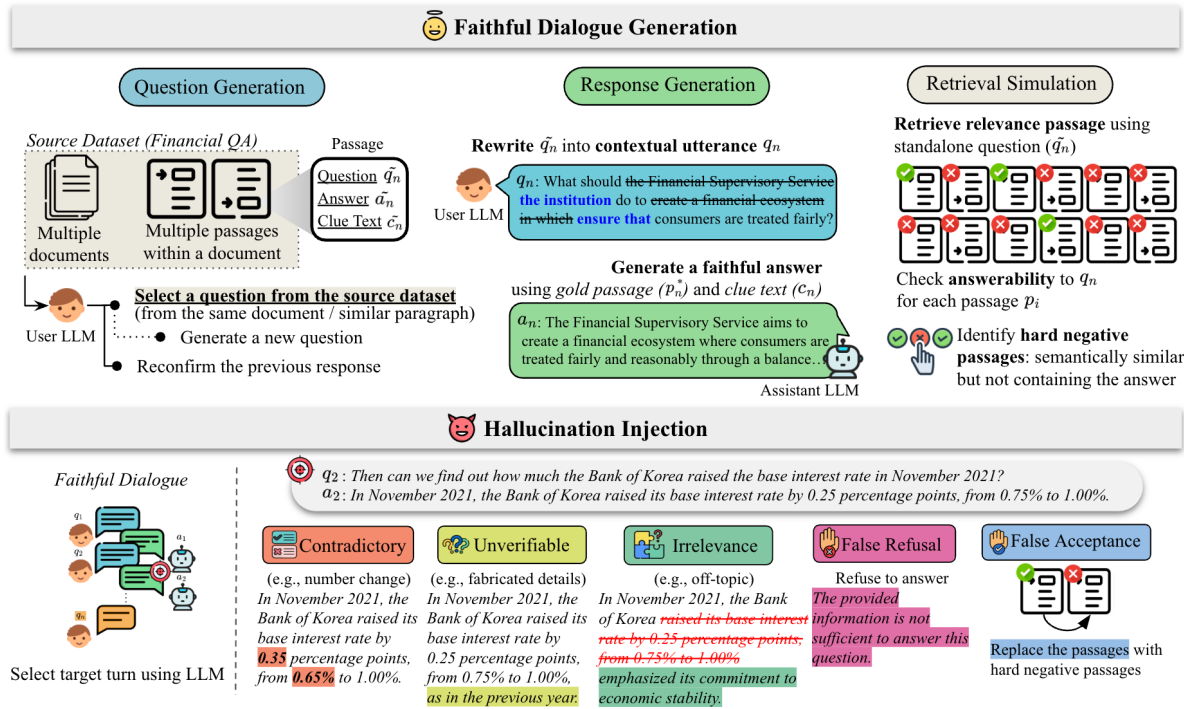 Faithful Dialogue Generation
Question Generation
Source Dataset (Financial QA)
Multiple
documents
Multiple passages
within a document
Passage
Question q̃n
Answer ãn
Clue Text c̃n
User LLM
Select a question from the source dataset
(from the same document / similar paragraph)
Generate a new question
Reconfirm the previous response
Response Generation
Rewrite q̃n into contextual utterance qn
User LLM
qn: What should the Financial Supervisory Service
the institution do to create a financial ecosystem
in which ensure that consumers are treated fairly?
Generate a faithful answer
using gold passage (p*n) and clue text (cn)
an: The Financial Supervisory Service aims to
create a financial ecosystem where consumers are
treated fairly and reasonably through a balance…
Assistant LLM
Retrieval Simulation
Retrieve relevance passage using
standalone question (q̃n)
Check answerability to qn
for each passage pi
Identify hard negative
passages: semantically similar
but not containing the answer
Hallucination Injection
Faithful Dialogue
q1
a1
q2
a2
qn
Select target turn using LLM
q2: Then can we find out how much the Bank of Korea raised the base interest rate in November 2021?
a2: In November 2021, the Bank of Korea raised its base interest rate by 0.25 percentage points, from 0.75% to 1.00%.
Contradictory
(e.g., number change)
In November 2021, the
Bank of Korea raised its
base interest rate by
0.35 percentage points,
from 0.65% to 1.00%.
Unverifiable
(e.g., fabricated details)
In November 2021, the
Bank of Korea raised its
base interest rate by
0.25 percentage points,
from 0.75% to 1.00%,
as in the previous year.
Irrelevance
(e.g., off-topic)
In November 2021, the Bank
of Korea raised its base interest
rate by 0.25 percentage points,
from 0.75% to 1.00%
emphasized its commitment to
economic stability.
False Refusal
Refuse to answer
The provided
information is not
sufficient to answer this
question.
False Acceptance
Replace the passages with
hard negative passages